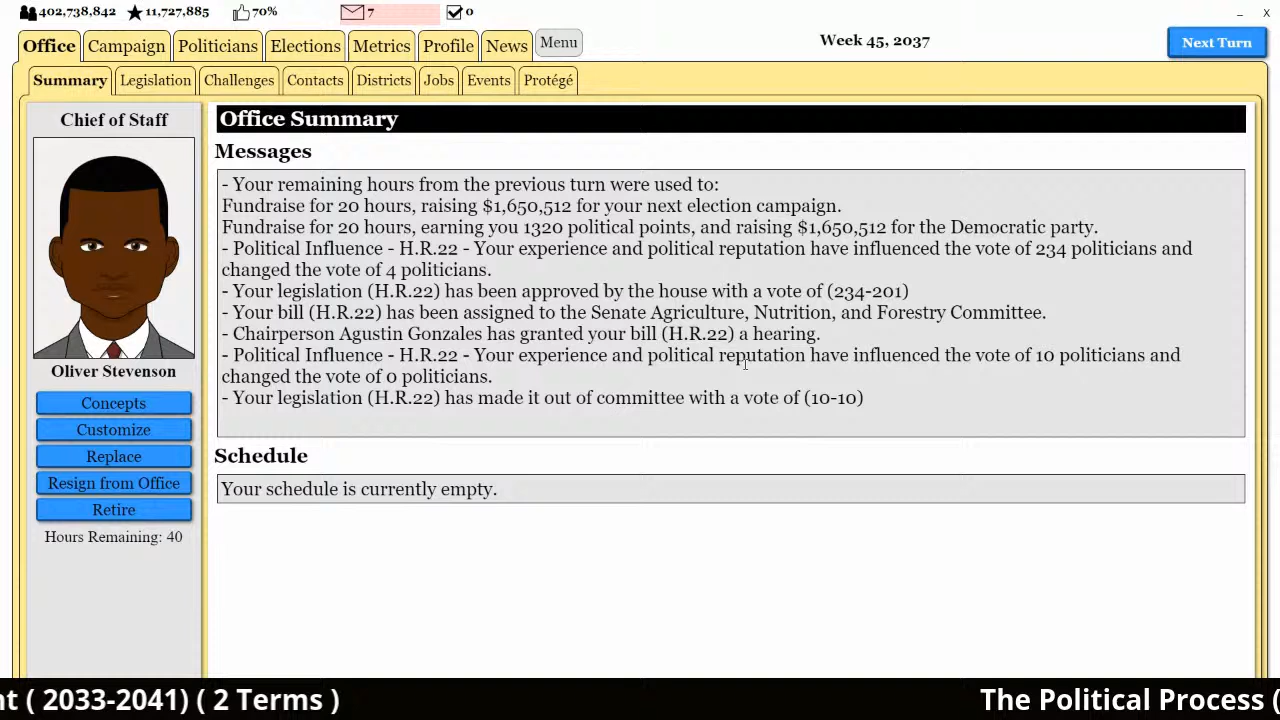 402,738,842 11,727,885 70% 7 0
_ X
Office Campaign Politicians Elections Metrics Profile News Menu
Week 45, 2037
Next Turn
Summary Legislation Challenges Contacts Districts Jobs Events Protégé
Chief of Staff
Oliver Stevenson
Concepts
Customize
Replace
Resign from Office
Retire
Hours Remaining: 40
Office Summary
Messages
- Your remaining hours from the previous turn were used to:
Fundraise for 20 hours, raising $1,650,512 for your next election campaign.
Fundraise for 20 hours, earning you 1320 political points, and raising $1,650,512 for the Democratic party.
- Political Influence - H.R.22 - Your experience and political reputation have influenced the vote of 234 politicians and
changed the vote of 4 politicians.
- Your legislation (H.R.22) has been approved by the house with a vote of (234-201)
- Your bill (H.R.22) has been assigned to the Senate Agriculture, Nutrition, and Forestry Committee.
- Chairperson Agustin Gonzales has granted your bill (H.R.22) a hearing.
- Political Influence - H.R.22 - Your experience and political reputation have influenced the vote of 10 politicians and
changed the vote of 0 politicians.
- Your legislation (H.R.22) has made it out of committee with a vote of (10-10)
Schedule
Your schedule is currently empty.
nt ( 2033-2041) ( 2 Terms ) The Political Process (